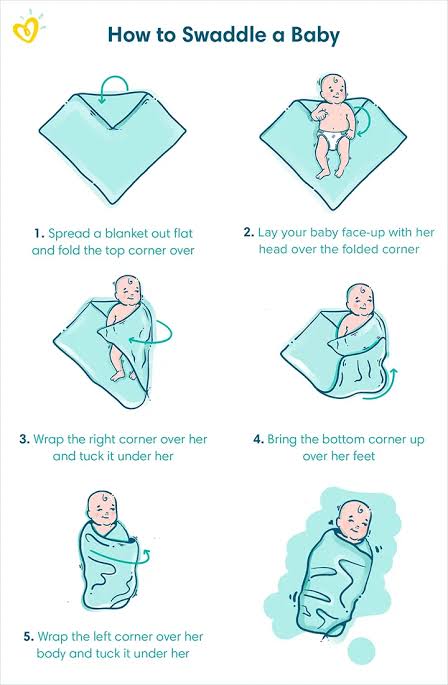 How to Swaddle a Baby
1. Spread a blanket out flat
and fold the top corner over
2. Lay your baby face-up with her
head over the folded corner
3. Wrap the right corner over her
and tuck it under her
4. Bring the bottom corner up
over her feet
5. Wrap the left corner over her
body and tuck it under her